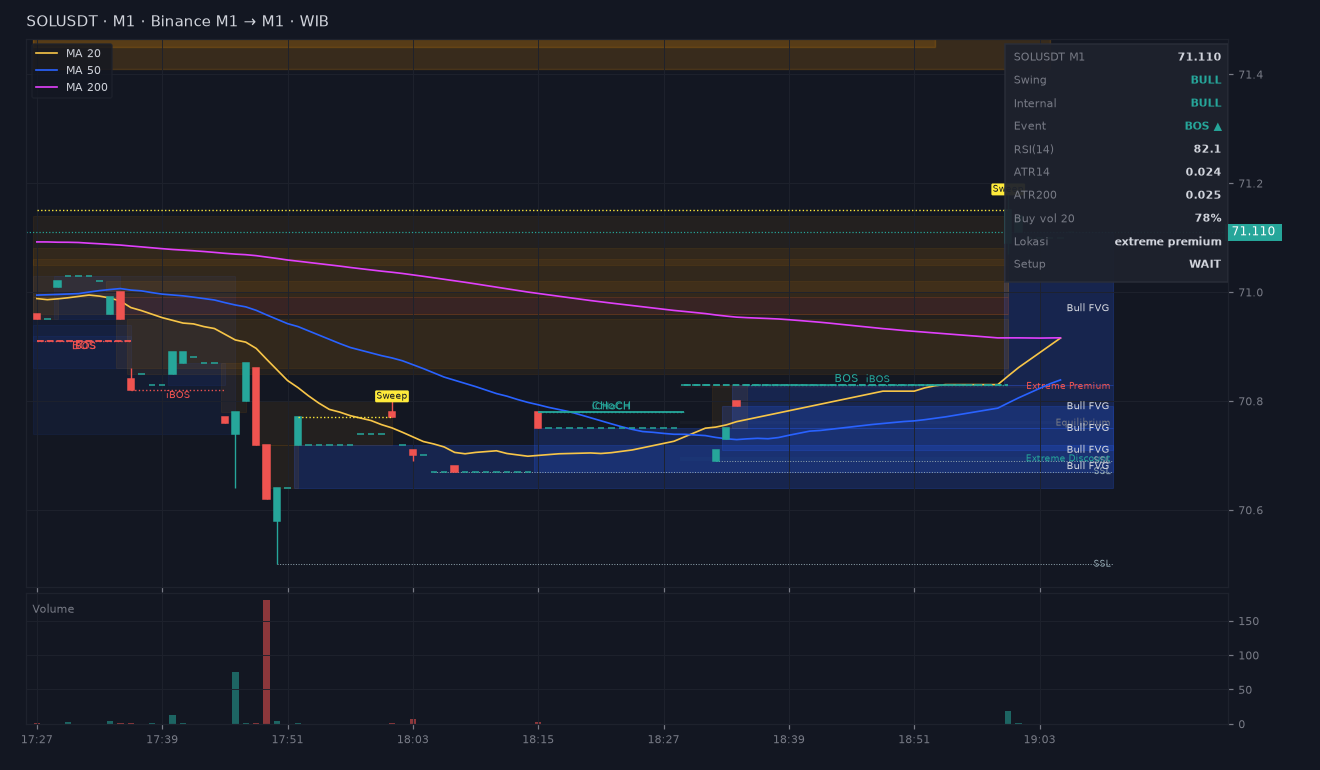 SOLUSDT · M1 · Binance M1 → M1 · WIB
MA 20
MA 50
MA 200
SOLUSDT M1 71.110
Swing BULL
Internal BULL
Event BOS ▲
RSI(14) 82.1
ATR14 0.024
ATR200 0.025
Buy vol 20 78%
Lokasi extreme premium
Setup WAIT
71.4
71.2
71.110
71.0
70.8
70.6
BOS
iBOS
Sweep
CHoCH
BOS iBOS
Bull FVG
Extreme Premium
Bull FVG
Equilibrium
Bull FVG
Bull FVG
Extreme Discount
Bull FVG
SSL
SSL
Volume
150
100
50
0
17:27 17:39 17:51 18:03 18:15 18:27 18:39 18:51 19:03